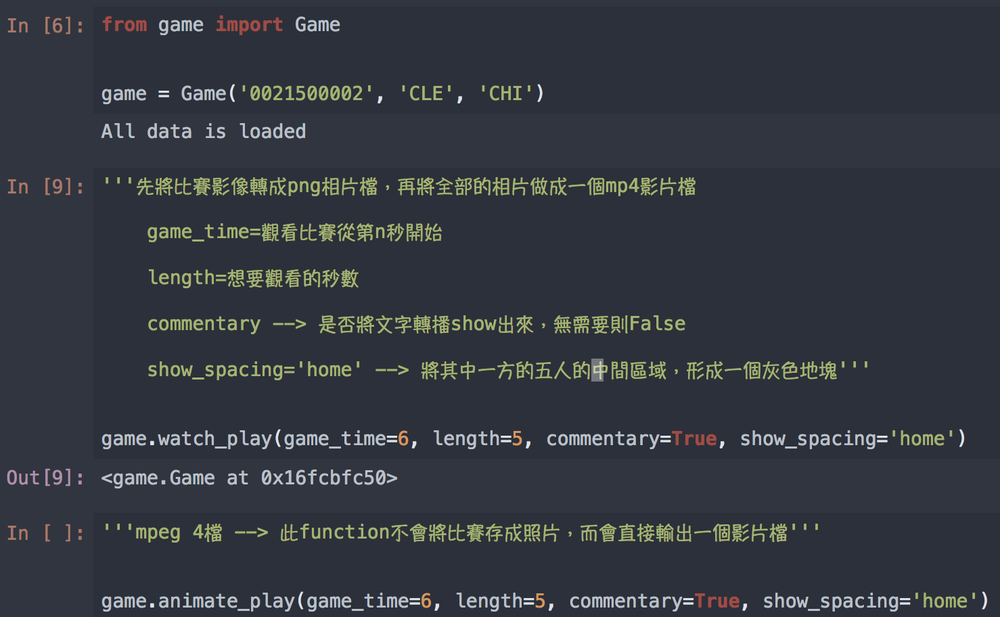 In [6]: from game import Game
game = Game('0021500002', 'CLE', 'CHI')
All data is loaded
In [9]: '''先將比賽影像轉成png相片檔，再將全部的相片做成一個mp4影片檔
game_time=觀看比賽從第n秒開始
length=想要觀看的秒數
commentary --> 是否將文字轉播show出來，無需要則False
show_spacing='home' --> 將其中一方的五人的中間區域，形成一個灰色地塊'''
game.watch_play(game_time=6, length=5, commentary=True, show_spacing='home')
Out[9]: <game.Game at 0x16fcbfc50>
In [ ]: '''mpeg 4檔 --> 此function不會將比賽存成照片，而會直接輸出一個影片檔'''
game.animate_play(game_time=6, length=5, commentary=True, show_spacing='home')